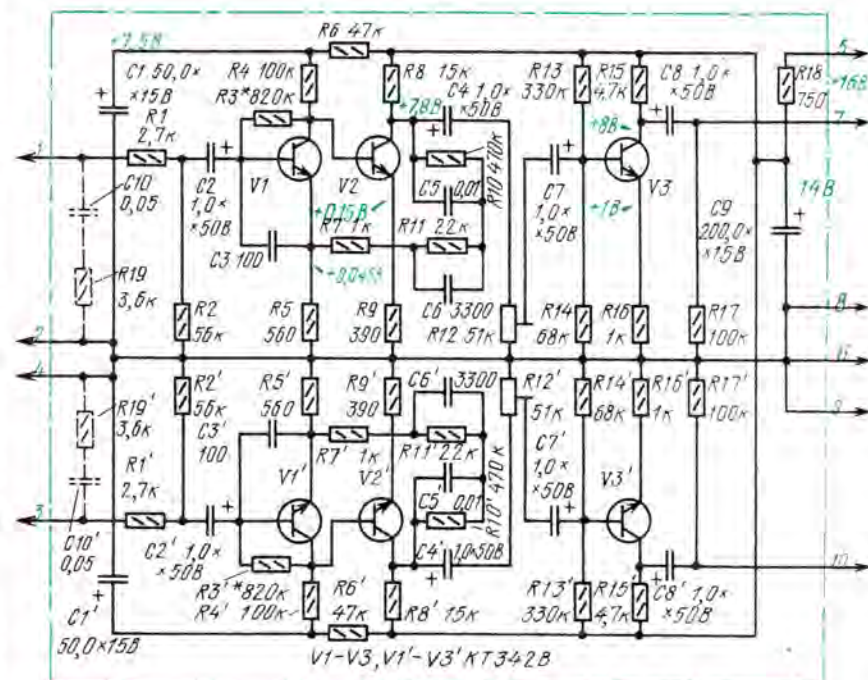 +7,5В
R6 47к
5
C1 50,0×
×15В
R4 100к
R3*820к
R8 15к
C4 1,0×
×50В
R13
330к
R15
4,7к
C8 1,0×
×50В
R18
750
+16В
R1
2,7к
+7,8В
+8В
7
1
C10
0,05
C2
1,0×
×50В
V1
V2
R10 470к
C5 0,01
C7
1,0×
×50В
V3
C9
200,0×
×15В
14В
+0,15В
+1В
R7 1к
R11 22к
C3 100
+0,045В
R19
3,6к
C6 3300
8
R2
56к
R5
560
R9
390
R12 51к
R14
68к
R16
1к
R17
100к
2
4
R19'
3,6к
R2'
56к
R5'
560
R9'
390
C6' 3300
R12'
51к
R14'
68к
R16'
1к
R17'
100к
9
C3'
100
R7' 1к
R11' 22к
C7'
1,0×
×50В
R1'
2,7к
V1'
V2'
C5' 0,01
R10' 470к
V3'
3
C10'
0,05
C2' 1,0×
×50В
C4' 1,0×50В
10
R3'*820к
R4' 100к
R6'
47к
R8' 15к
R13'
330к
R15
4,7к
C8' 1,0×
×50В
C1'
50,0×15В
V1-V3, V1'-V3' КТ342В